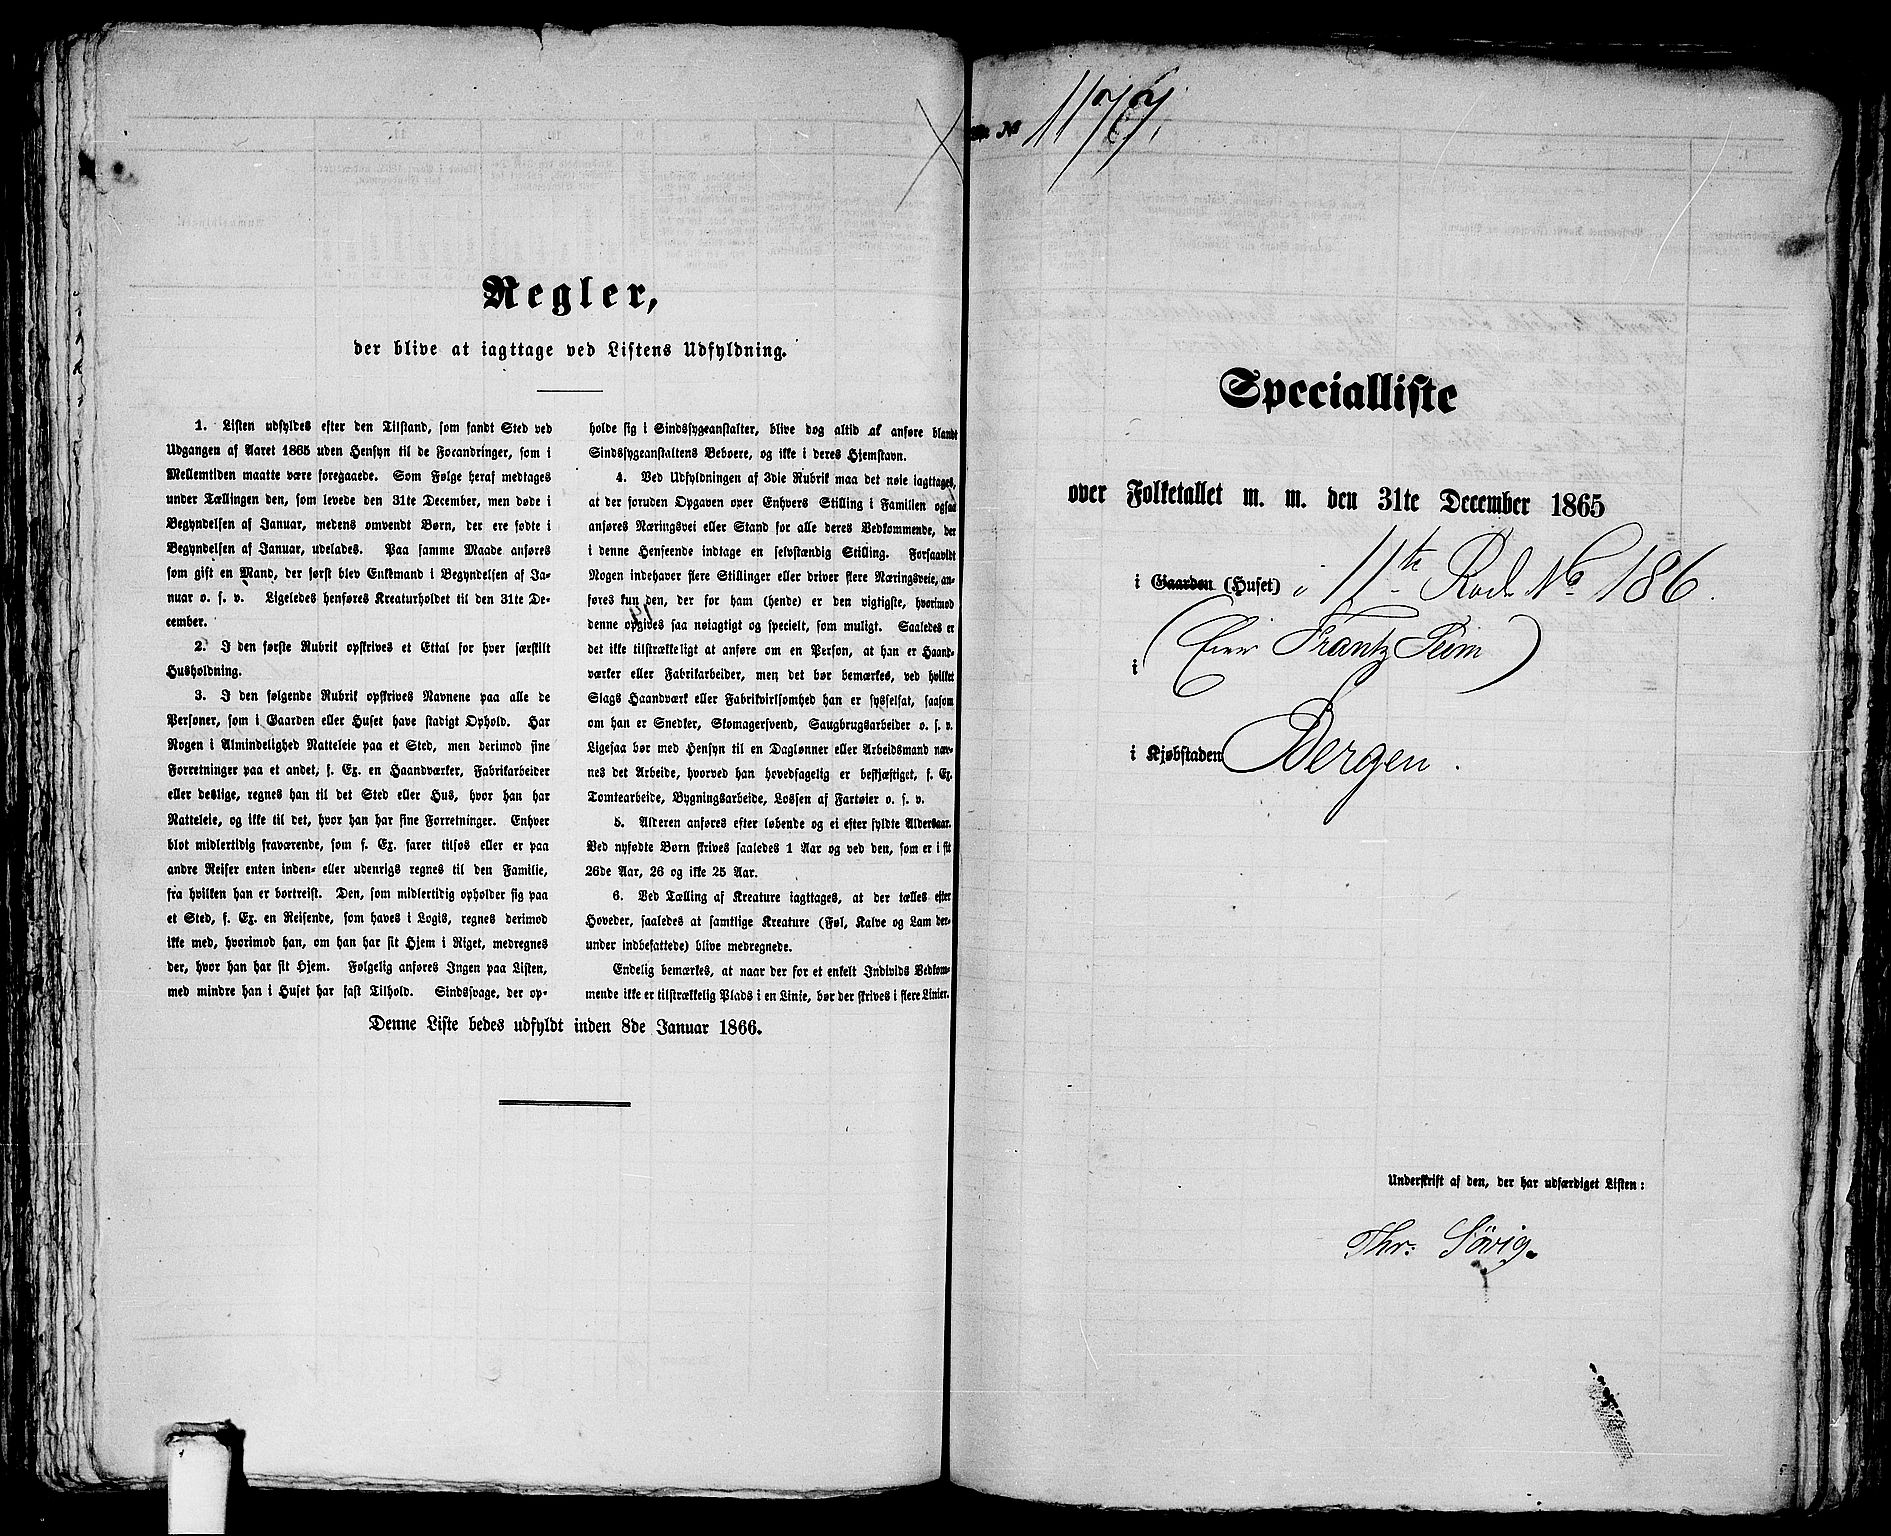 Regler,
der blive at iagttage ved Listens Udfyldning.
1. Listen udfyldes efter den Tilstand, som fandt Sted ved
Udgangen af Aaret 1865 uden Hensyn til de Forandringer, som i
Mellemtiden maatte være foregaaede. Som Følge heraf medtages
under Tællingen den, som levede den 31te December, men døde i
Begyndelsen af Januar, medens omvendt Børn, der ere fødte i
Begyndelsen af Januar, udelades. Paa samme Maade anføres
som gift en Mand, der først blev Enkemand i Begyndelsen af Ja-
nuar o. s. v. Ligeledes henføres Kreaturholdet til den 31te De-
cember.
2. I den første Rubrik opskrives et Ettal for hver særskilt
Husholdning.
3. I den følgende Rubrik opskrives Navnene paa alle de
Personer, som i Gaarden eller Huset have stadigt Ophold. Har
Nogen i Almindelighed Natteleie paa et Sted, men derimod sine
Forretninger paa et andet, f. Ex. en Haandværker, Fabrikarbeider
eller deslige, regnes han til det Sted eller Hus, hvor han har
Natteleie, og ikke til det, hvor han har sine Forretninger. Enhver
blot midlertidig fraværende, som f. Ex. farer tilsøs eller er paa
andre Reiser enten inden- eller udenrigs regnes til den Familie,
fra hvilken han er bortreist. Den, som midlertidig opholder sig paa
et Sted, f. Ex. en Reisende, som haves i Logis, regnes derimod
ikke med, hvorimod han, om han har sit Hjem i Riget, medregnes
der, hvor han har sit Hjem. Følgelig anføres Ingen paa Listen,
med mindre han i Huset har fast Tilhold. Sindssvage, der op-
holde sig i Sindssygeanstalter, blive dog altid at anføre blandt
Sindssygeanstaltens Beboere, og ikke i deres Hjemstavn.
4. Ved Udfyldningen af 3die Rubrik maa det nøie iagttages,
at der foruden Opgaven over Enhvers Stilling i Familien ogsaa
anføres Næringsvei eller Stand for alle deres Vedkommende, der
i denne Henseende indtage en selvstændig Stilling. Forsaavidt
Nogen indehaver flere Stillinger eller driver flere Næringsveie, an-
føres kun den, der for ham (hende) er den vigtigste, hvorimod
denne opgives saa nøiagtigt og specielt, som muligt. Saaledes er
det ikke tilstrækkeligt at anføre om en Person, at han er Haand-
værker eller Fabrikarbeider, men det bør bemærkes, ved hvilket
Slags Haandværk eller Fabrikvirksomhed han er sysselsat, saasom
om han er Snedker, Skomagersvend, Saugbrugsarbeider o. s. v.
Ligesaa bør med Hensyn til en Daglønner eller Arbeidsmand næv-
nes det Arbeide, hvorved han hovedsagelig er beskjæftiget, f. Ex.
Tomtearbeide, Bygningsarbeide, Lossen af Fartøier o. s. v.
5. Alderen anføres efter løbende og ei efter fyldte Aldersaar.
Ved nyfødte Børn skrives saaledes 1 Aar og ved den, som er i sit
26de Aar, 26 og ikke 25 Aar.
6. Ved Tælling af Kreature iagttages, at der tælles efter
Hoveder, saaledes at samtlige Kreature (Føl, Kalve og Lam der-
under indbefattede) blive medregnede.
Endelig bemærkes, at naar der for et enkelt Individs Vedkom-
mende ikke er tilstrækkelig Plads i en Linie, bør der skrives i flere Linier.
Denne Liste bedes udfyldt inden 8de Januar 1866.
Specialliste
over Folketallet m. m. den 31te December 1865
i Gaarden (Huset) i 11te Rode No 186.
i (Eier Frantz Peim)
i Kjøbstaden Bergen.
Underskrift af den, der har udfærdiget Listen:
Thr: Sövig.